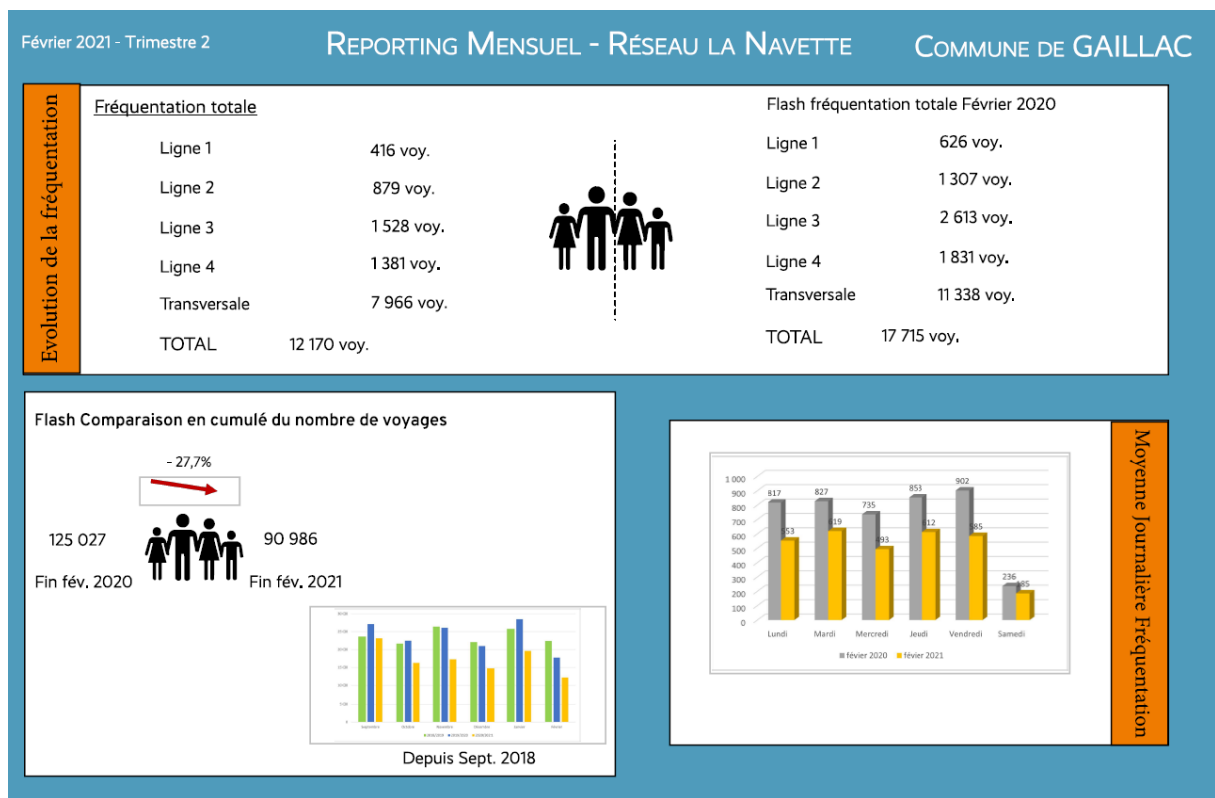 Février 2021 - Trimestre 2
REPORTING MENSUEL - RÉSEAU LA NAVETTE
COMMUNE DE GAILLAC
Evolution de la fréquentation
Fréquentation totale
Ligne 1 416 voy.
Ligne 2 879 voy.
Ligne 3 1 528 voy.
Ligne 4 1 381 voy.
Transversale 7 966 voy.
TOTAL 12 170 voy.
Flash fréquentation totale Février 2020
Ligne 1 626 voy.
Ligne 2 1 307 voy.
Ligne 3 2 613 voy.
Ligne 4 1 831 voy.
Transversale 11 338 voy.
TOTAL 17 715 voy.
Flash Comparaison en cumulé du nombre de voyages
- 27,7%
125 027
90 986
Fin fév. 2020
Fin fév. 2021
Depuis Sept. 2018
Moyenne Journalière Fréquentation
1 000
900
800
700
600
500
400
300
200
100
0
817 827 735 853 902 236
553 619 493 612 585 185
Lundi Mardi Mercredi Jeudi Vendredi Samedi
févier 2020 févier 2021